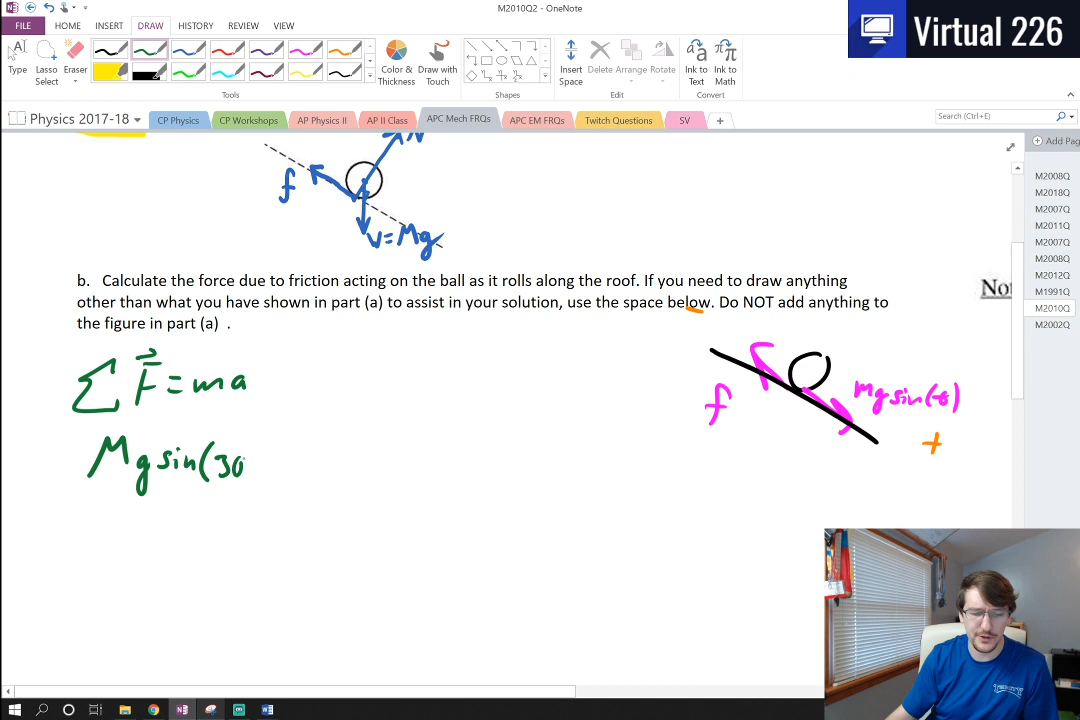 M2010Q2 - OneNote
FILE HOME INSERT DRAW HISTORY REVIEW VIEW
Virtual 226
Type
Lasso Select
Eraser
Color & Thickness
Draw with Touch
Insert Space
Delete
Arrange
Rotate
Ink to Text
Ink to Math
Tools
Shapes
Edit
Convert
Physics 2017-18
CP Physics
CP Workshops
AP Physics II
AP II Class
APC Mech FRQs
APC EM FRQs
Twitch Questions
SV
Search (Ctrl+E)
Add Pag
M2008Q
M2018Q
M2007Q
M2011Q
M2007Q
M2008Q
M2012Q
M1991Q
M2010Q
M2002Q
N
f
W=Mg
b. Calculate the force due to friction acting on the ball as it rolls along the roof. If you need to draw anything
other than what you have shown in part (a) to assist in your solution, use the space below. Do NOT add anything to
the figure in part (a) .
Not
∑ F⃗ = ma
Mg sin(30
f
Mg sin(θ)
+